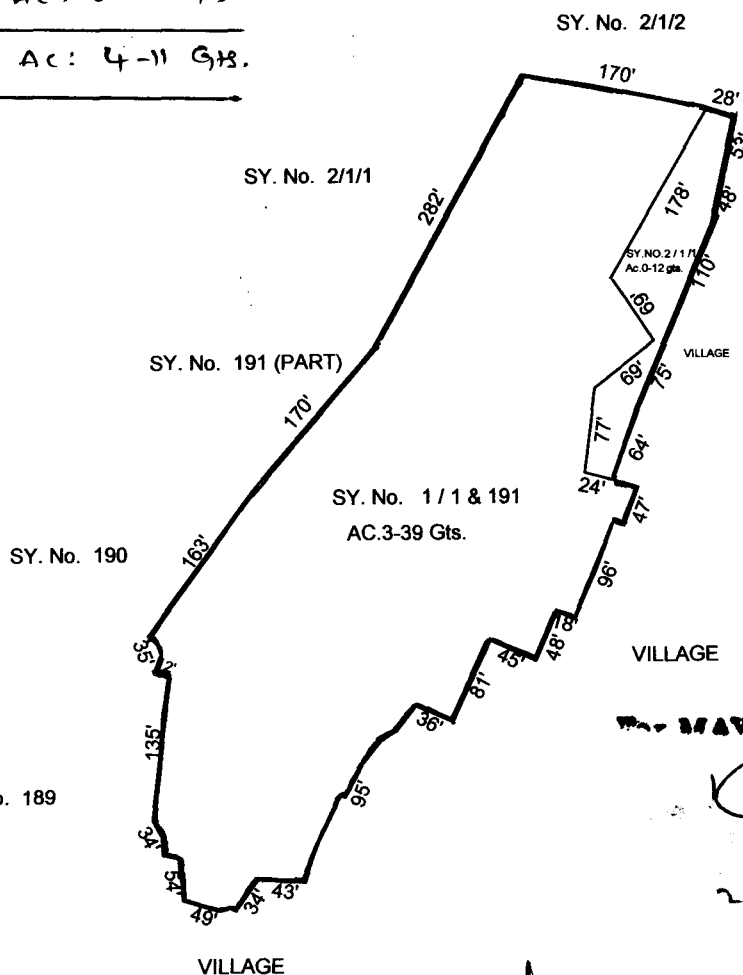 Ac: 4-11 Gts.
SY. No. 2/1/2
170'
28'
53'
SY. No. 2/1/1
282'
178'
48'
SY.NO.2/1/1
Ac.0-12 gts.
110'
69'
SY. No. 191 (PART)
VILLAGE
69'
75'
170'
77'
64'
24'
SY. No. 1 / 1 & 191
47'
AC.3-39 Gts.
163'
SY. No. 190
96'
35'
2'
48'
45'
VILLAGE
81'
36'
135'
95'
189
34'
54'
43'
34'
49'
VILLAGE